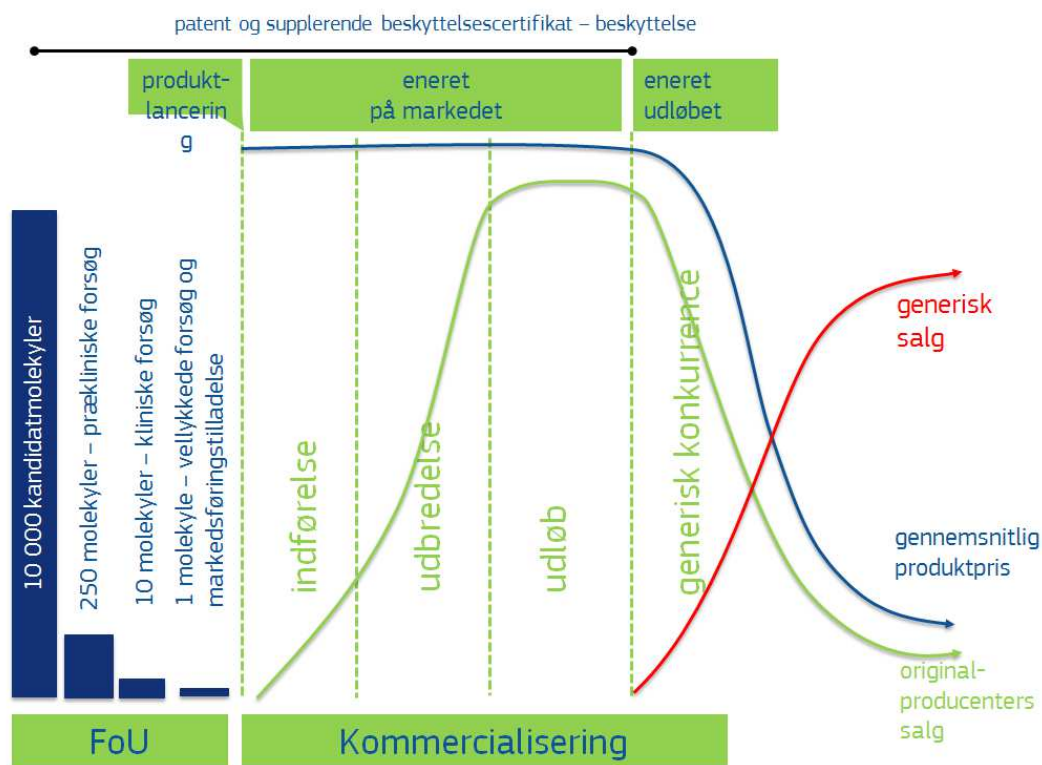 patent og supplerende beskyttelsescertifikat – beskyttelse
produkt-
lancerin
g
eneret
på markedet
eneret
udløbet
10 000 kandidatmolekyler
250 molekyler – prækliniske forsøg
10 molekyler – kliniske forsøg
1 molekyle – vellykkede forsøg og
markedsføringstilladelse
indførelse
udbredelse
udløb
generisk konkurrence
generisk
salg
gennemsnitlig
produktpris
original-
producenters
salg
FoU
Kommercialisering